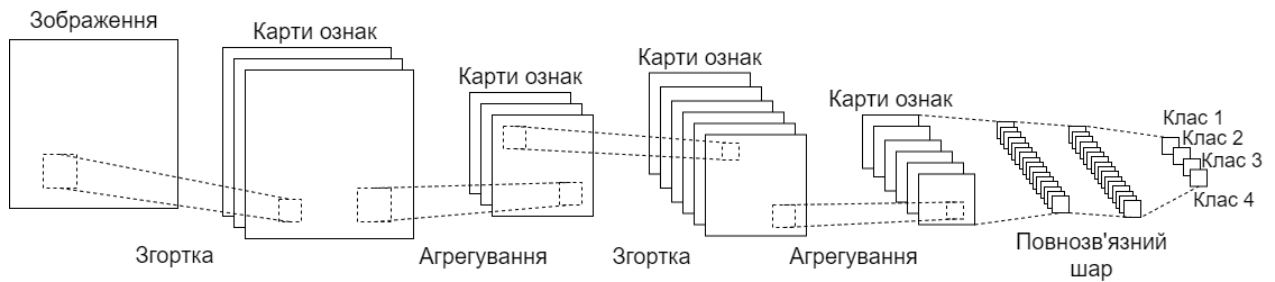 Зображення
Карти ознак
Карти ознак
Карти ознак
Карти ознак
Клас 1
Клас 2
Клас 3
Клас 4
Згортка
Агрегування
Згортка
Агрегування
Повнозв'язний
шар